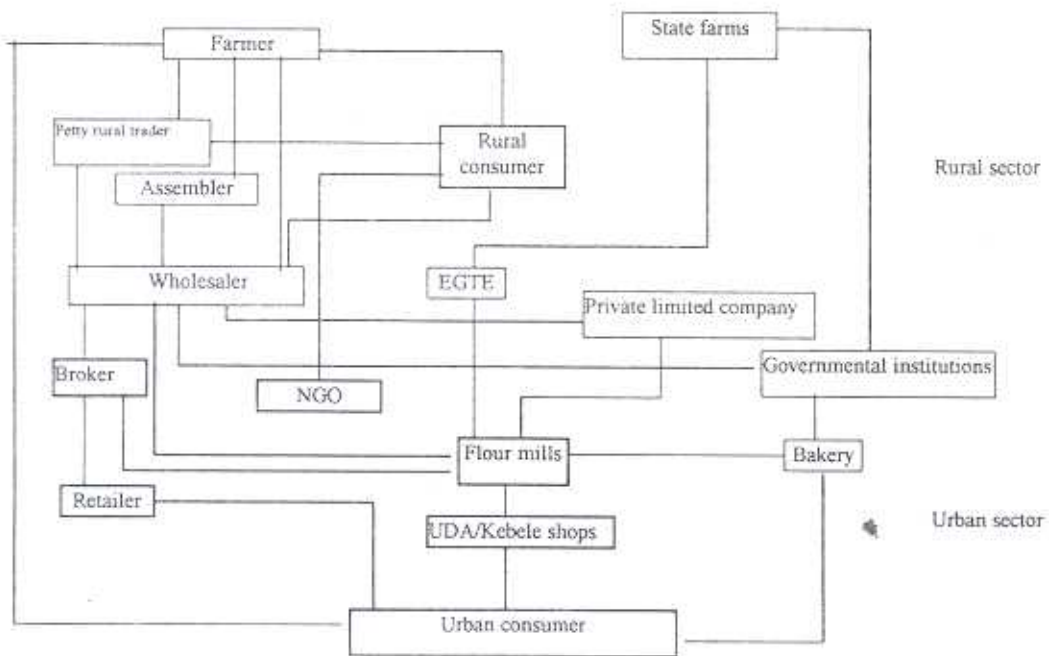 Farmer
State farms
Petty rural trader
Rural
consumer
Rural sector
Assembler
Wholesaler
EGTE
Private limited company
Broker
Governmental institutions
NGO
Flour mills
Bakery
Retailer
UDA/Kebele shops
Urban sector
Urban consumer